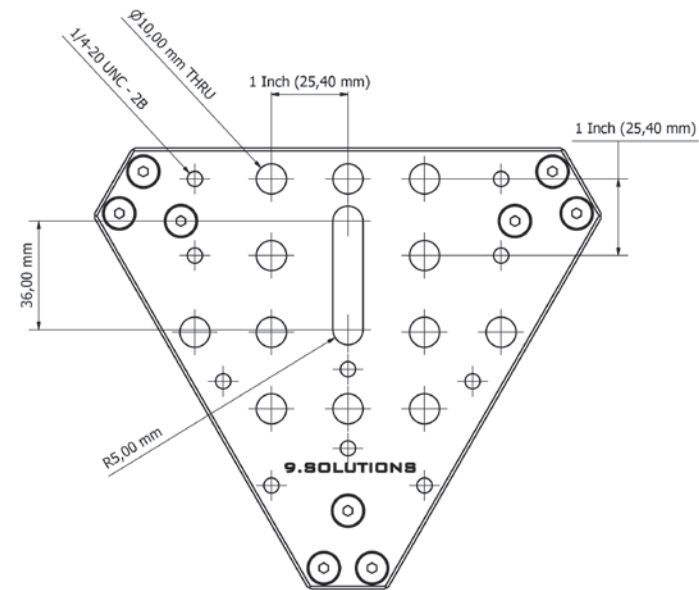 Ø10,00 mm THRU
1/4-20 UNC - 2B
1 Inch (25,40 mm)
1 Inch (25,40 mm)
36,00 mm
R5,00 mm
9.SOLUTIONS